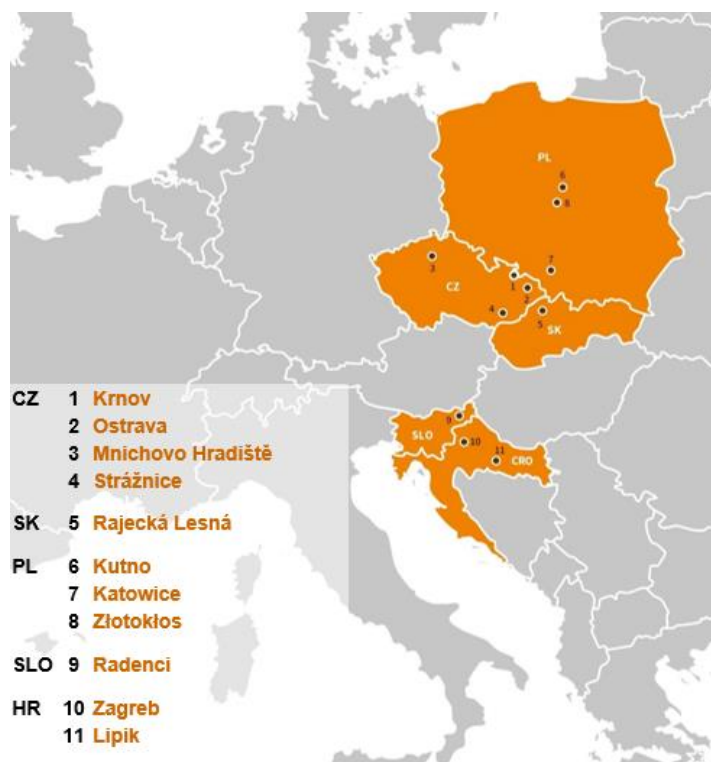 PL
6
8
7
3
1
CZ
2
4
5
SK
CZ 1 Krnov
2 Ostrava
3 Mnichovo Hradiště
4 Strážnice
SK 5 Rajecká Lesná
PL 6 Kutno
7 Katowice
8 Złotokłos
SLO 9 Radenci
HR 10 Zagreb
11 Lipik
9
SLO
10
11
CRO